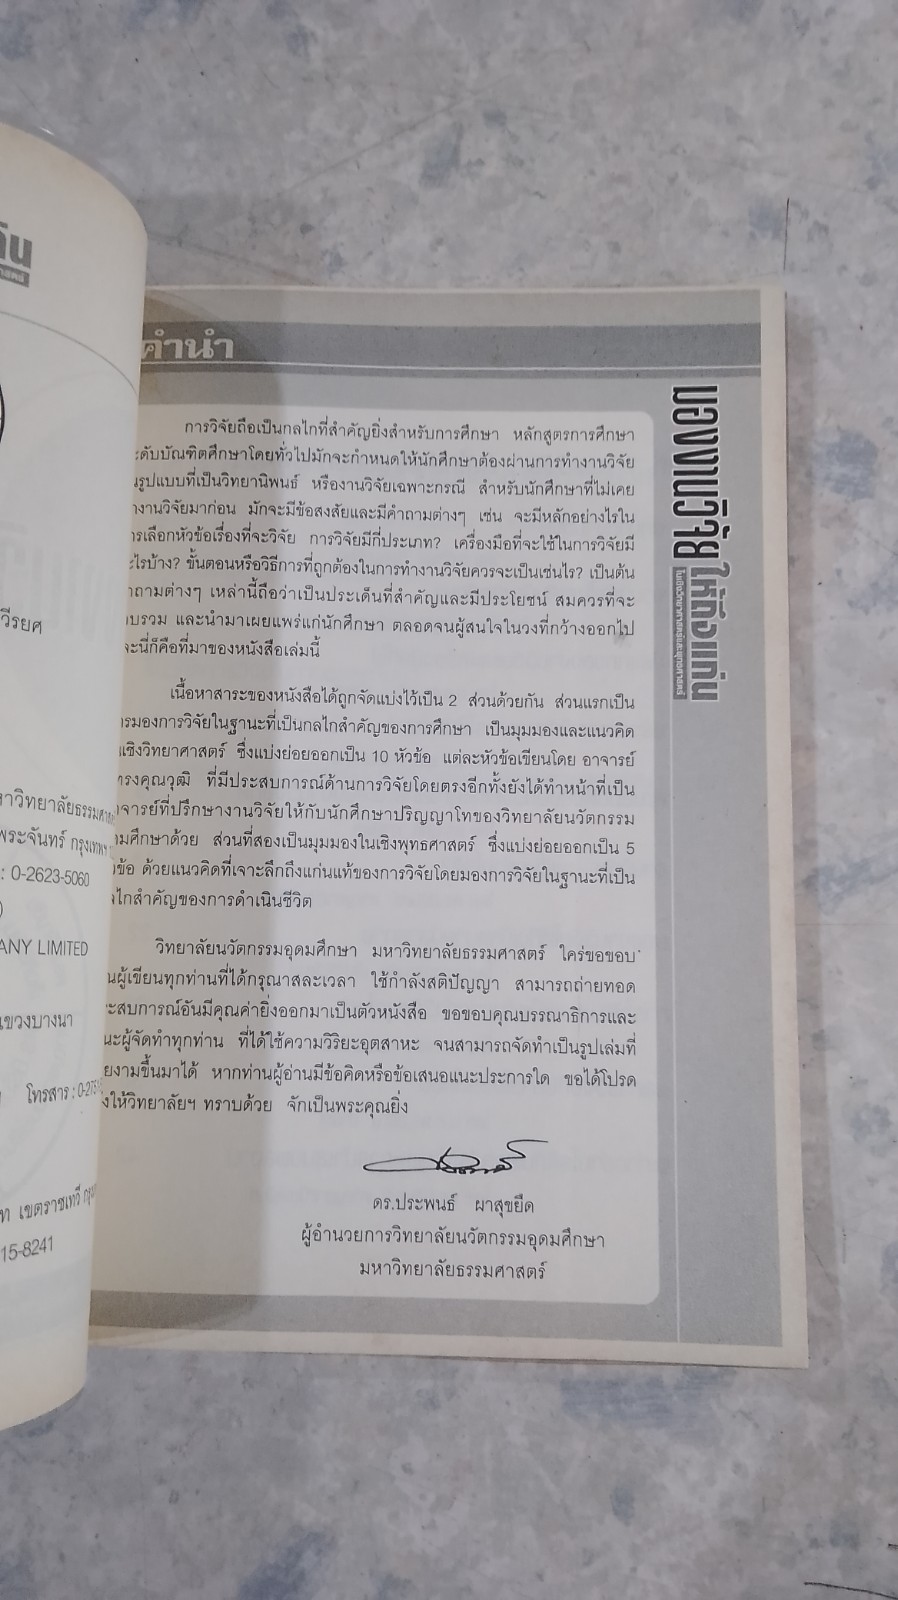 คำนำ
การวิจัยถือเป็นกลไกที่สำคัญยิ่งสำหรับการศึกษา หลักสูตรการศึกษา
ะดับบัณฑิตศึกษาโดยทั่วไปมักจะกำหนดให้นักศึกษาต้องผ่านการทำงานวิจัย
นรูปแบบที่เป็นวิทยานิพนธ์ หรืองานวิจัยเฉพาะกรณี สำหรับนักศึกษาที่ไม่เคย
ำงานวิจัยมาก่อน มักจะมีข้อสงสัยและมีคำถามต่างๆ เช่น จะมีหลักอย่างไรใน
ารเลือกหัวข้อเรื่องที่จะวิจัย การวิจัยมีกี่ประเภท? เครื่องมือที่จะใช้ในการวิจัยมี
ะไรบ้าง? ขั้นตอนหรือวิธีการที่ถูกต้องในการทำงานวิจัยควรจะเป็นเช่นไร? เป็นต้น
ำถามต่างๆ เหล่านี้ถือว่าเป็นประเด็นที่สำคัญและมีประโยชน์ สมควรที่จะ
วบรวม และนำมาเผยแพร่แก่นักศึกษา ตลอดจนผู้สนใจในวงที่กว้างออกไป
ละนี่ก็คือที่มาของหนังสือเล่มนี้
เนื้อหาสาระของหนังสือได้ถูกจัดแบ่งไว้เป็น 2 ส่วนด้วยกัน ส่วนแรกเป็น
ารมองการวิจัยในฐานะที่เป็นกลไกสำคัญของการศึกษา เป็นมุมมองและแนวคิด
นเชิงวิทยาศาสตร์ ซึ่งแบ่งย่อยออกเป็น 10 หัวข้อ แต่ละหัวข้อเขียนโดย อาจารย์
ทรงคุณวุฒิ ที่มีประสบการณ์ด้านการวิจัยโดยตรงอีกทั้งยังได้ทำหน้าที่เป็น
าจารย์ที่ปรึกษางานวิจัยให้กับนักศึกษาปริญญาโทของวิทยาลัยนวัตกรรม
ดมศึกษาด้วย ส่วนที่สองเป็นมุมมองในเชิงพุทธศาสตร์ ซึ่งแบ่งย่อยออกเป็น 5
วข้อ ด้วยแนวคิดที่เจาะลึกถึงแก่นแท้ของการวิจัยโดยมองการวิจัยในฐานะที่เป็น
ลไกสำคัญของการดำเนินชีวิต
วิทยาลัยนวัตกรรมอุดมศึกษา มหาวิทยาลัยธรรมศาสตร์ ใคร่ขอขอบ
ุณผู้เขียนทุกท่านที่ได้กรุณาสละเวลา ใช้กำลังสติปัญญา สามารถถ่ายทอด
ระสบการณ์อันมีคุณค่ายิ่งออกมาเป็นตัวหนังสือ ขอขอบคุณบรรณาธิการและ
ณะผู้จัดทำทุกท่าน ที่ได้ใช้ความวิริยะอุตสาหะ จนสามารถจัดทำเป็นรูปเล่มที่
วยงามขึ้นมาได้ หากท่านผู้อ่านมีข้อคิดหรือข้อเสนอแนะประการใด ขอได้โปรด
จ้งให้วิทยาลัยฯ ทราบด้วย จักเป็นพระคุณยิ่ง
ดร.ประพนธ์ ผาสุขยืด
ผู้อำนวยการวิทยาลัยนวัตกรรมอุดมศึกษา
มหาวิทยาลัยธรรมศาสตร์
มองงานวิจัย
ให้ถึงแก่น
ในเชิงวิทยาศาสตร์และพุทธศาสตร์
วีรยศ
าวิทยาลัยธรรมศา
พระจันทร์ กรุงเทพฯ
: 0-2623-5060
)
ANY LIMITED
แขวงบางนา
โทรสาร : 0-275
ท เขตราชเทวี กรุง
15-8241